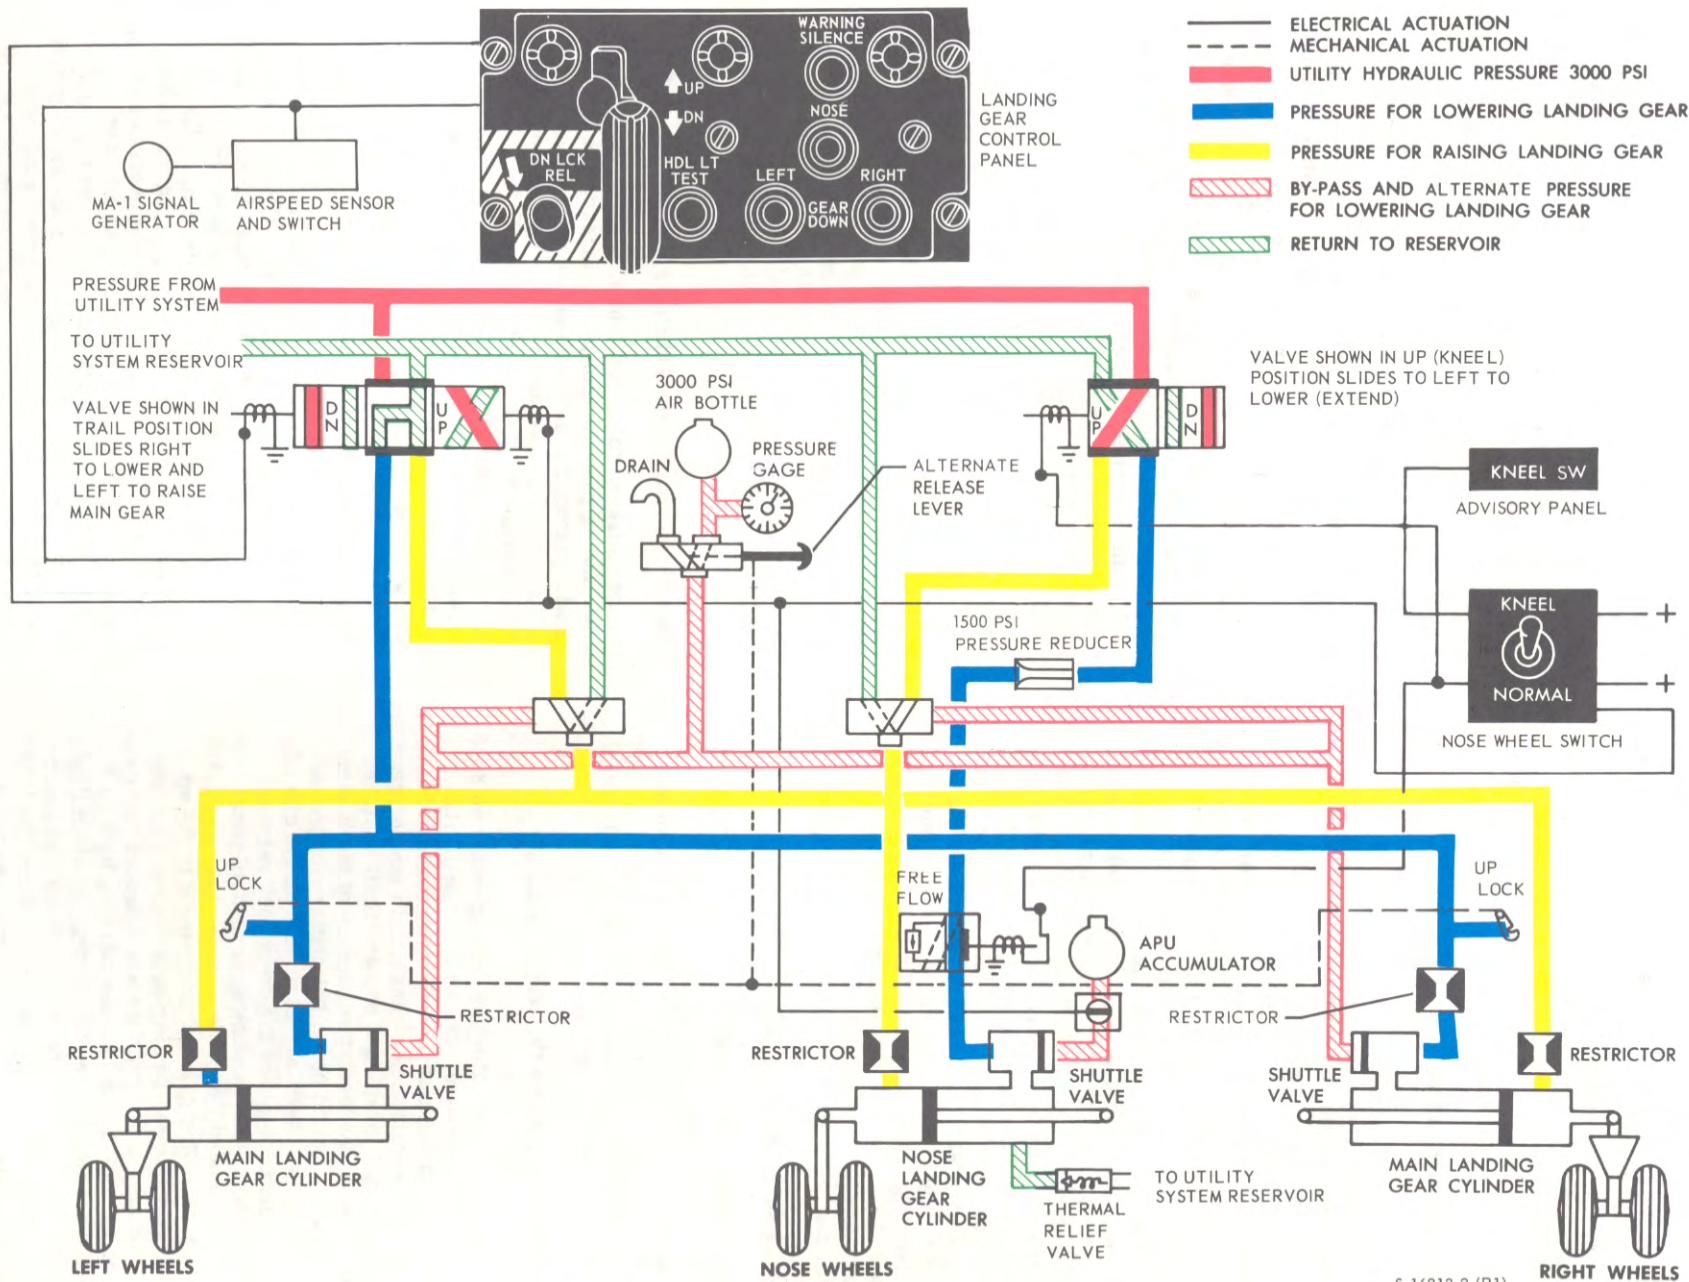 WARNING
SILENCE
UP
DN
NOSE
DN LCK
REL
HDL LT
TEST
LEFT
RIGHT
GEAR
DOWN
LANDING
GEAR
CONTROL
PANEL
ELECTRICAL ACTUATION
MECHANICAL ACTUATION
UTILITY HYDRAULIC PRESSURE 3000 PSI
PRESSURE FOR LOWERING LANDING GEAR
PRESSURE FOR RAISING LANDING GEAR
BY-PASS AND ALTERNATE PRESSURE
FOR LOWERING LANDING GEAR
RETURN TO RESERVOIR
MA-1 SIGNAL
GENERATOR
AIRSPEED SENSOR
AND SWITCH
PRESSURE FROM
UTILITY SYSTEM
TO UTILITY
SYSTEM RESERVOIR
VALVE SHOWN IN
TRAIL POSITION
SLIDES RIGHT
TO LOWER AND
LEFT TO RAISE
MAIN GEAR
DN
UP
3000 PSI
AIR BOTTLE
DRAIN
PRESSURE
GAGE
ALTERNATE
RELEASE
LEVER
UP
DN
VALVE SHOWN IN UP (KNEEL)
POSITION SLIDES TO LEFT TO
LOWER (EXTEND)
KNEEL SW
ADVISORY PANEL
KNEEL
NORMAL
+
+
NOSE WHEEL SWITCH
1500 PSI
PRESSURE REDUCER
UP
LOCK
FREE
FLOW
APU
ACCUMULATOR
UP
LOCK
RESTRICTOR
RESTRICTOR
RESTRICTOR
RESTRICTOR
RESTRICTOR
SHUTTLE
VALVE
SHUTTLE
VALVE
SHUTTLE
VALVE
MAIN LANDING
GEAR CYLINDER
NOSE
LANDING
GEAR
CYLINDER
THERMAL
RELIEF
VALVE
TO UTILITY
SYSTEM RESERVOIR
MAIN LANDING
GEAR CYLINDER
LEFT WHEELS
NOSE WHEELS
RIGHT WHEELS